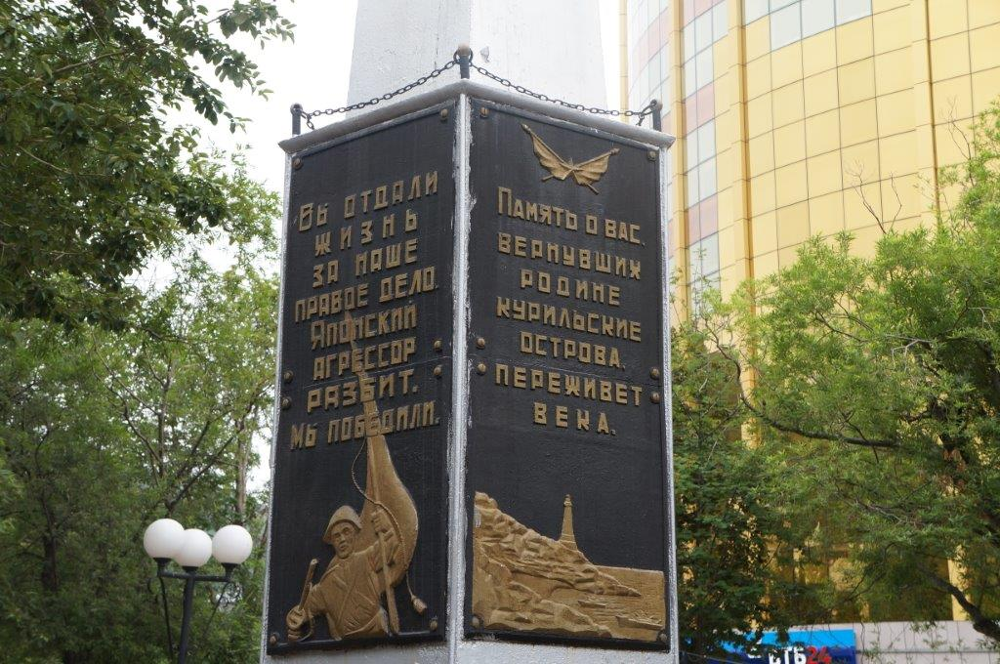 Вы отдали
жизнь
за наше
правое дело.
Японский
агрессор
разбит.
Мы победили.
Память о вас,
вернувших
родине
Курильские
острова,
переживет
века.
ВТБ24